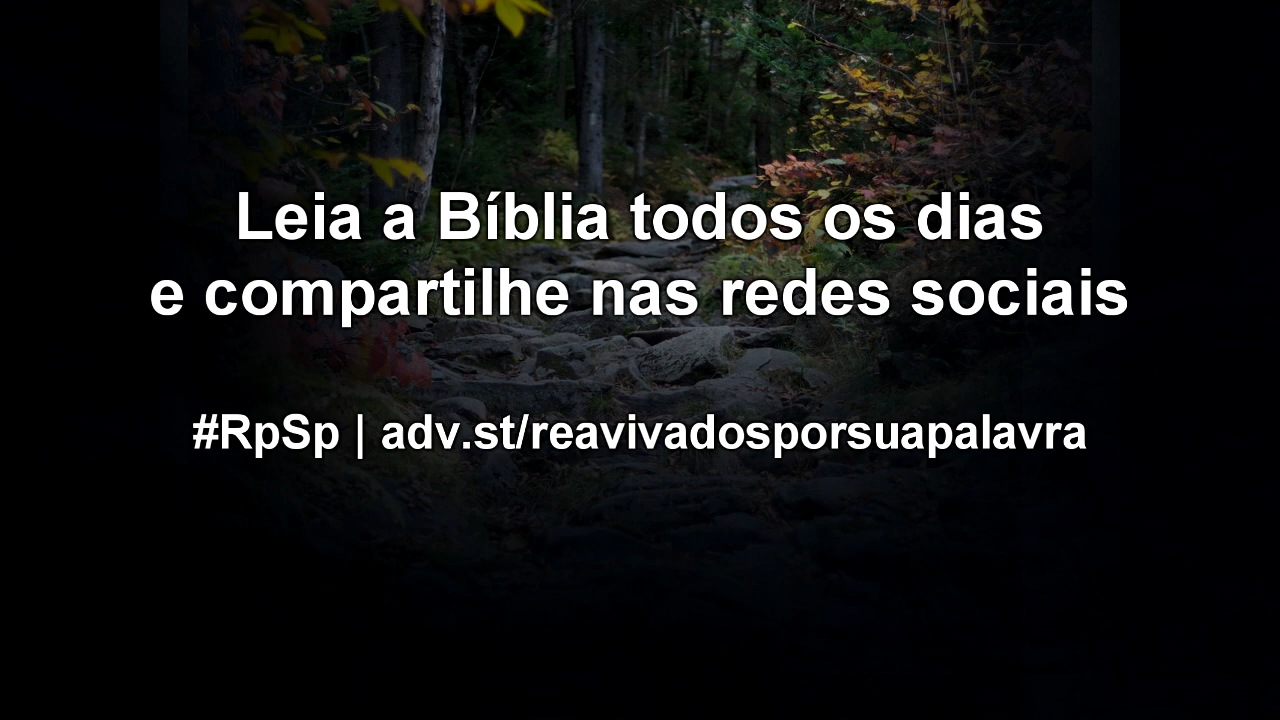 Leia a Bíblia todos os dias
e compartilhe nas redes sociais
#RpSp | adv.st/reavivadosporsuapalavra